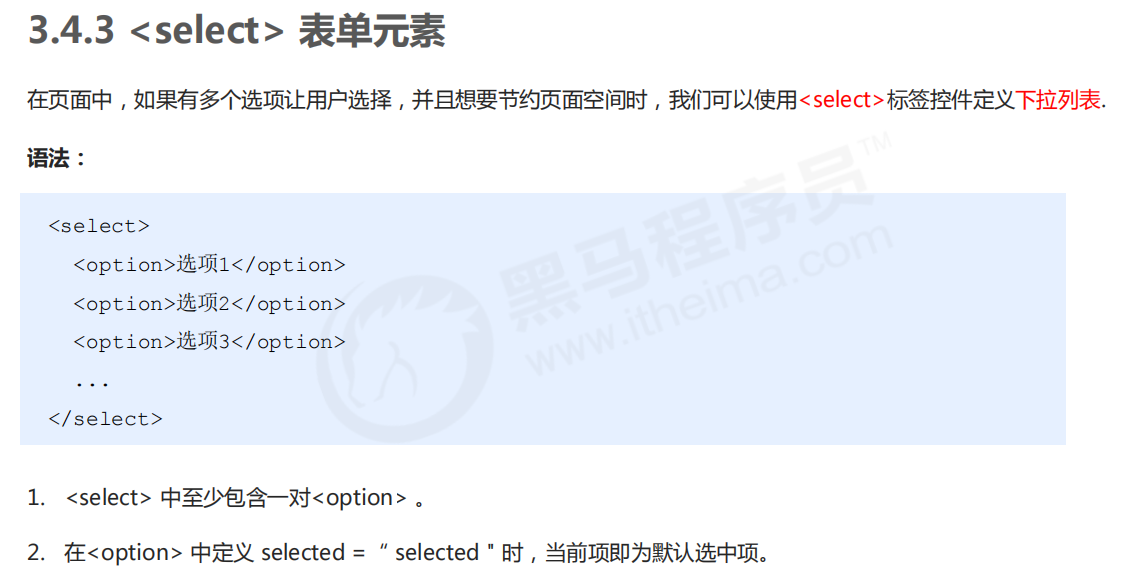 3.4.3 <select> 表单元素
在页面中，如果有多个选项让用户选择，并且想要节约页面空间时，我们可以使用<select>标签控件定义下拉列表.
语法：
<select>
<option>选项1</option>
<option>选项2</option>
<option>选项3</option>
...
</select>
黑马程序员™
www.itheima.com
1. <select> 中至少包含一对<option> 。
2. 在<option> 中定义 selected = “ selected " 时，当前项即为默认选中项。